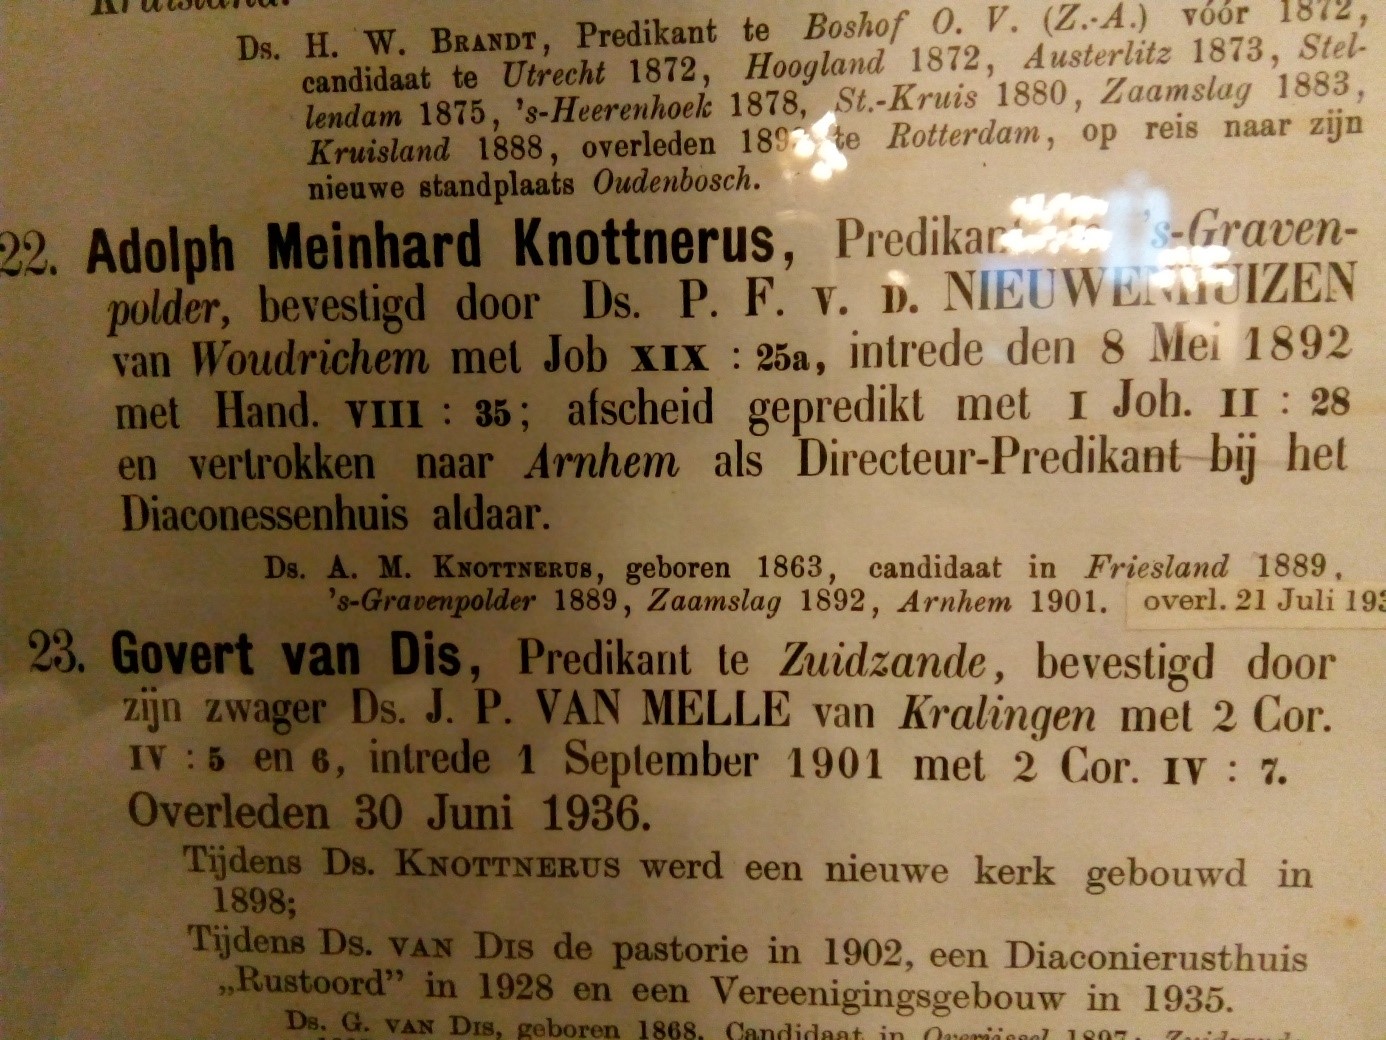 Kruisland.
Ds. H. W. BRANDT, Predikant te Boshof O. V. (Z.-A.) vóór 1872,
candidaat te Utrecht 1872, Hoogland 1872, Austerlitz 1873, Stel-
lendam 1875, 's-Heerenhoek 1878, St.-Kruis 1880, Zaamslag 1883,
Kruisland 1888, overleden te Rotterdam, op reis naar zijn
nieuwe standplaats Oudenbosch.
22. Adolph Meinhard Knottnerus, 's-Graven-
polder, bevestigd door Ds. P. F. V. D. NIEUWENHUIZEN
van Woudrichem met Job XIX : 25a, intrede den 8 Mei 1892
met Hand. VIII : 35; afscheid gepredikt met I Joh. II : 28
en vertrokken naar Arnhem als Directeur-Predikant bij het
Diaconessenhuis aldaar.
Ds. A. M. KNOTTNERUS, geboren 1863, candidaat in Friesland 1889,
's-Gravenpolder 1889, Zaamslag 1892, Arnhem 1901. overl. 21 Juli
23. Govert van Dis, Predikant te Zuidzande, bevestigd door
zijn zwager Ds. J. P. VAN MELLE van Kralingen met 2 Cor.
IV : 5 en 6, intrede 1 September 1901 met 2 Cor. IV : 7.
Overleden 30 Juni 1936.
Tijdens Ds. KNOTTNERUS werd een nieuwe kerk gebouwd in
1898;
Tijdens Ds. VAN DIS de pastorie in 1902, een Diaconierusthuis
„Rustoord” in 1928 en een Vereenigingsgebouw in 1935.
Ds. G. VAN DIS, geboren 1868, Candidaat in Overijssel 1897;